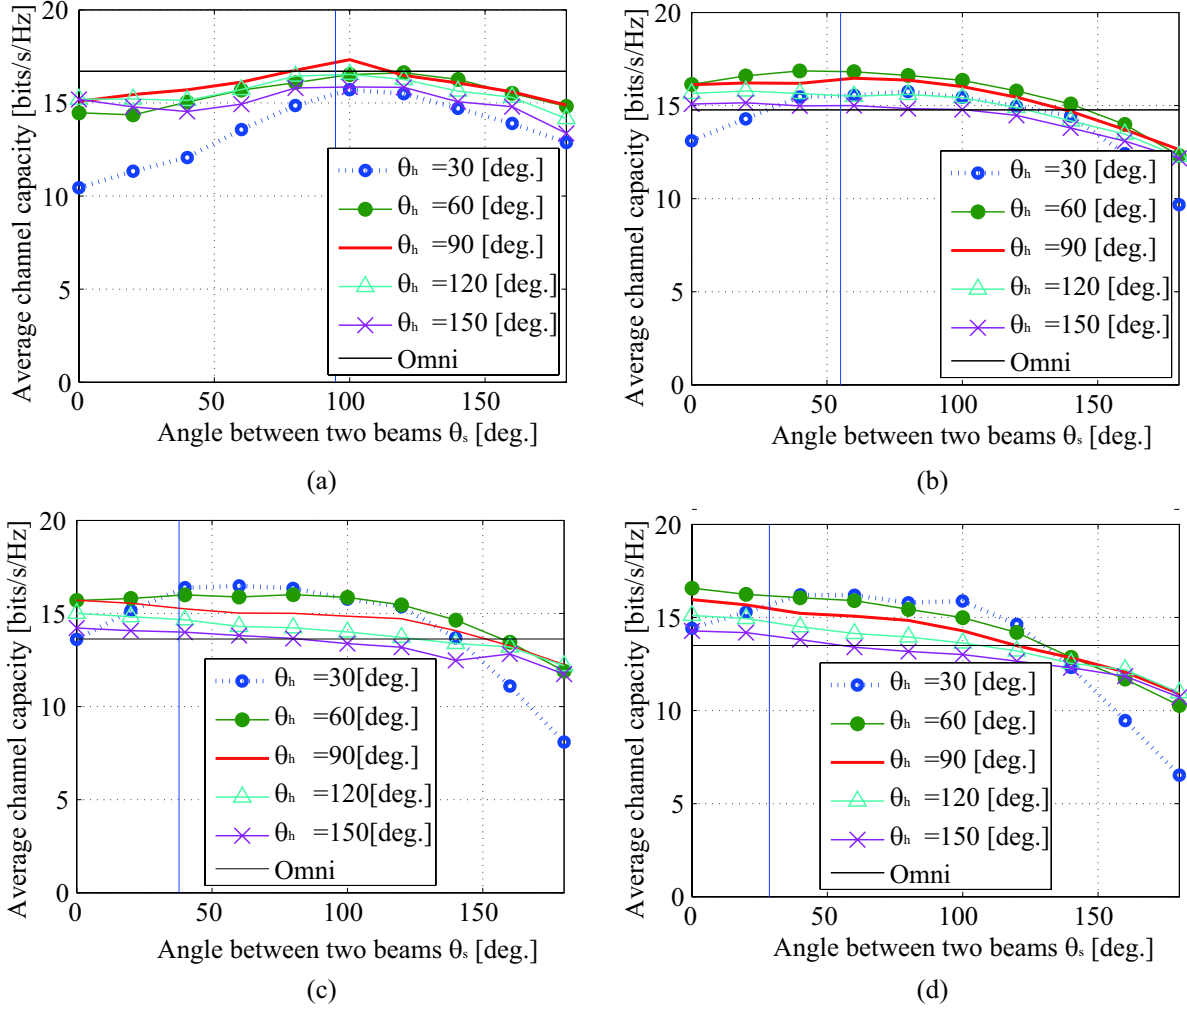 (a)
Average channel capacity [bits/s/Hz]
20
15
10
5
0
0 50 100 150
Angle between two beams θs [deg.]
θh =30 [deg.]
θh =60 [deg.]
θh =90 [deg.]
θh =120 [deg.]
θh =150 [deg.]
Omni
(a)
(b)
Average channel capacity [bits/s/Hz]
20
15
10
5
0
0 50 100 150
Angle between two beams θs [deg.]
θh =30 [deg.]
θh =60 [deg.]
θh =90 [deg.]
θh =120 [deg.]
θh =150 [deg.]
Omni
(b)
Average channel capacity [bits/s/Hz]
20
15
10
5
0
0 50 100 150
Angle between two beams θs [deg.]
θh =30[deg.]
θh =60[deg.]
θh =90[deg.]
θh =120[deg.]
θh =150[deg.]
Omni
(c)
Average channel capacity [bits/s/Hz]
20
15
10
5
0
0 50 100 150
Angle between two beams θs [deg.]
θh =30 [deg.]
θh =60 [deg.]
θh =90 [deg.]
θh =120 [deg.]
θh =150 [deg.]
Omni
(d)